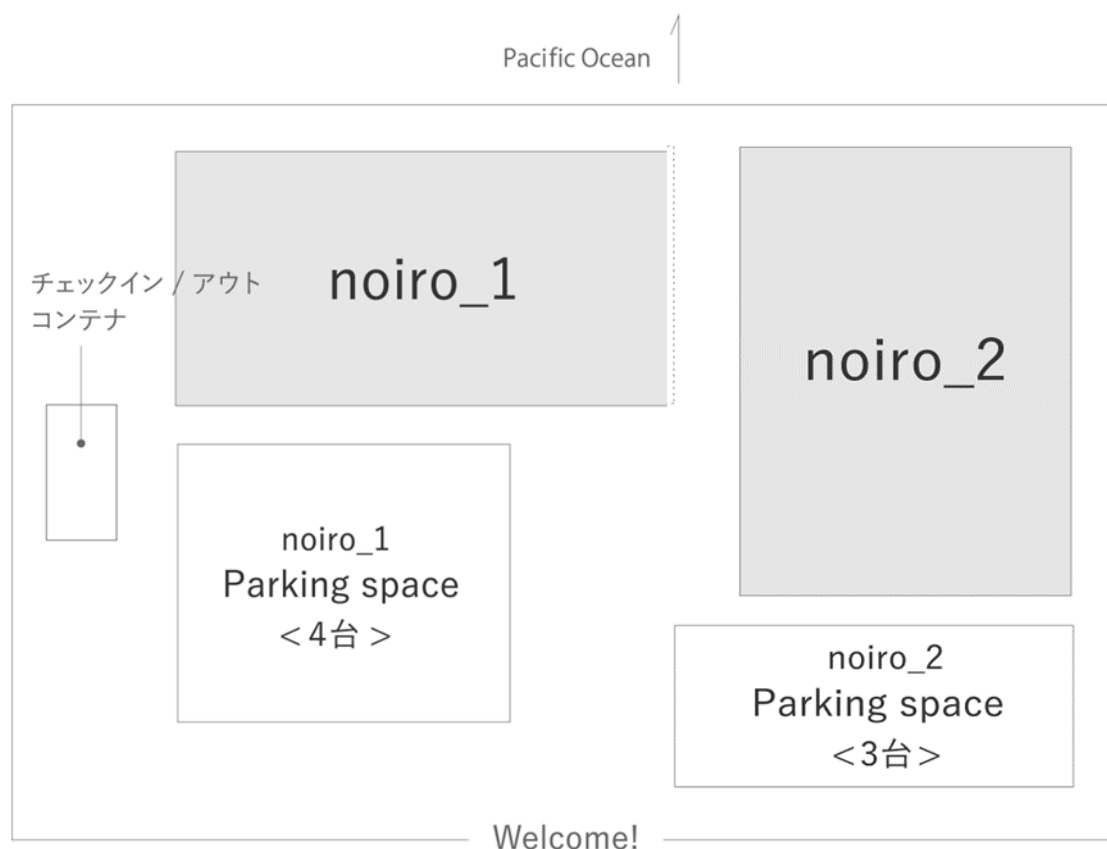 Pacific Ocean
noiro_1
チェックイン / アウト
コンテナ
noiro_2
noiro_1
Parking space
＜4台＞
noiro_2
Parking space
＜3台＞
Welcome!